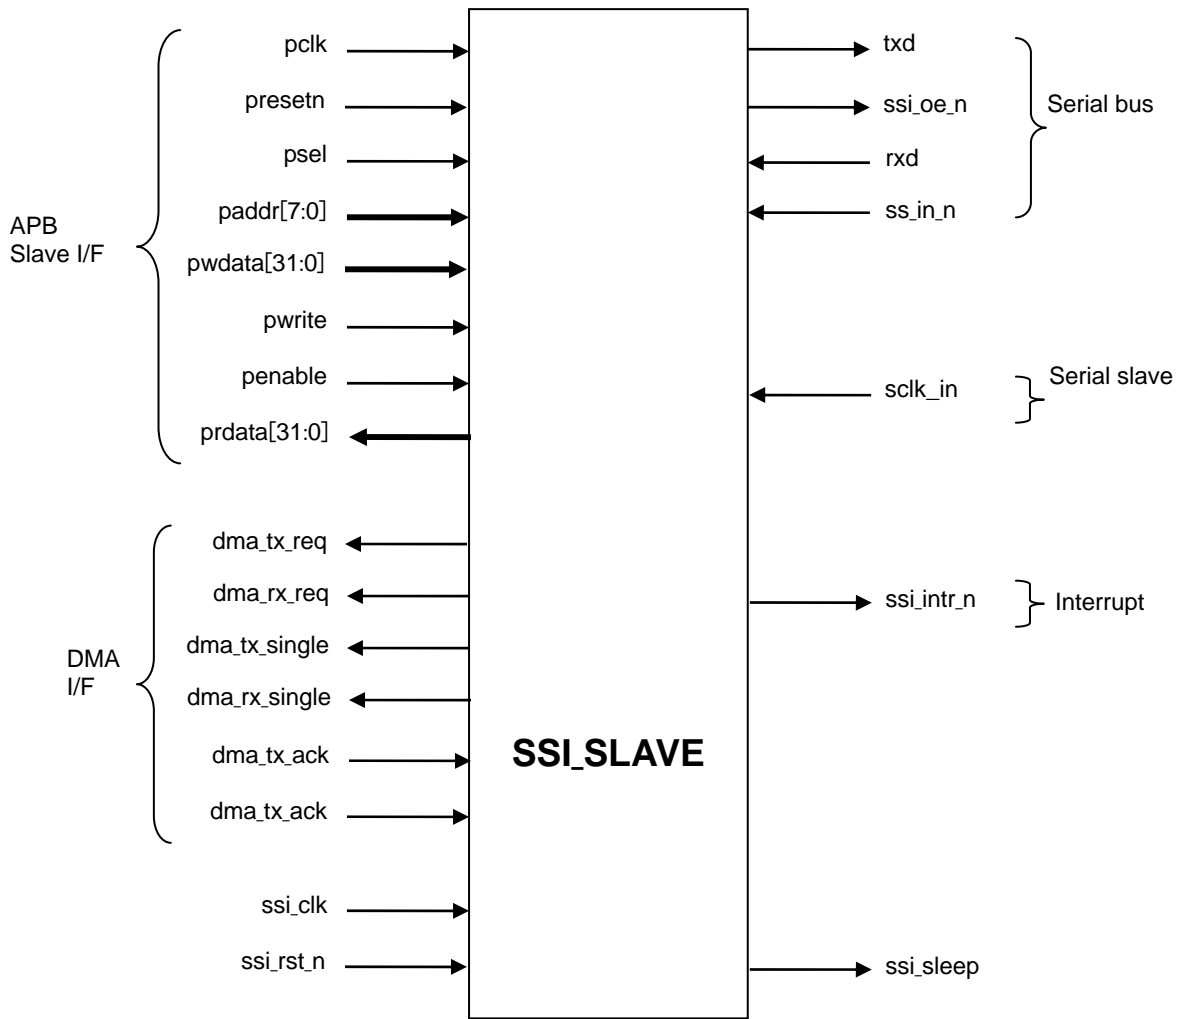 APB
Slave I/F
pclk
presetn
psel
paddr[7:0]
pwdata[31:0]
pwrite
penable
prdata[31:0]
DMA
I/F
dma_tx_req
dma_rx_req
dma_tx_single
dma_rx_single
dma_tx_ack
dma_tx_ack
ssi_clk
ssi_rst_n
SSI_SLAVE
txd
ssi_oe_n
rxd
ss_in_n
Serial bus
sclk_in
Serial slave
ssi_intr_n
Interrupt
ssi_sleep